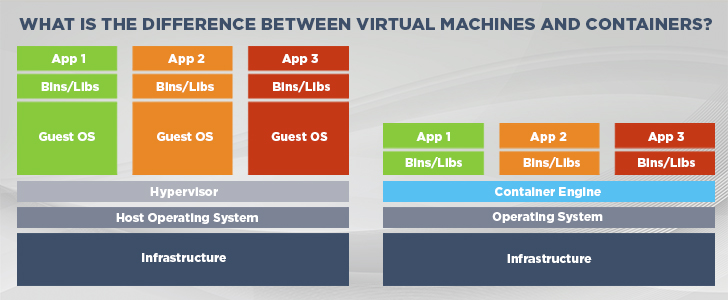 WHAT IS THE DIFFERENCE BETWEEN VIRTUAL MACHINES AND CONTAINERS?
App 1
App 2
App 3
Bins/Libs
Bins/Libs
Bins/Libs
Guest OS
Guest OS
Guest OS
Hypervisor
Host Operating System
Infrastructure
App 1
App 2
App 3
Bins/Libs
Bins/Libs
Bins/Libs
Container Engine
Operating System
Infrastructure